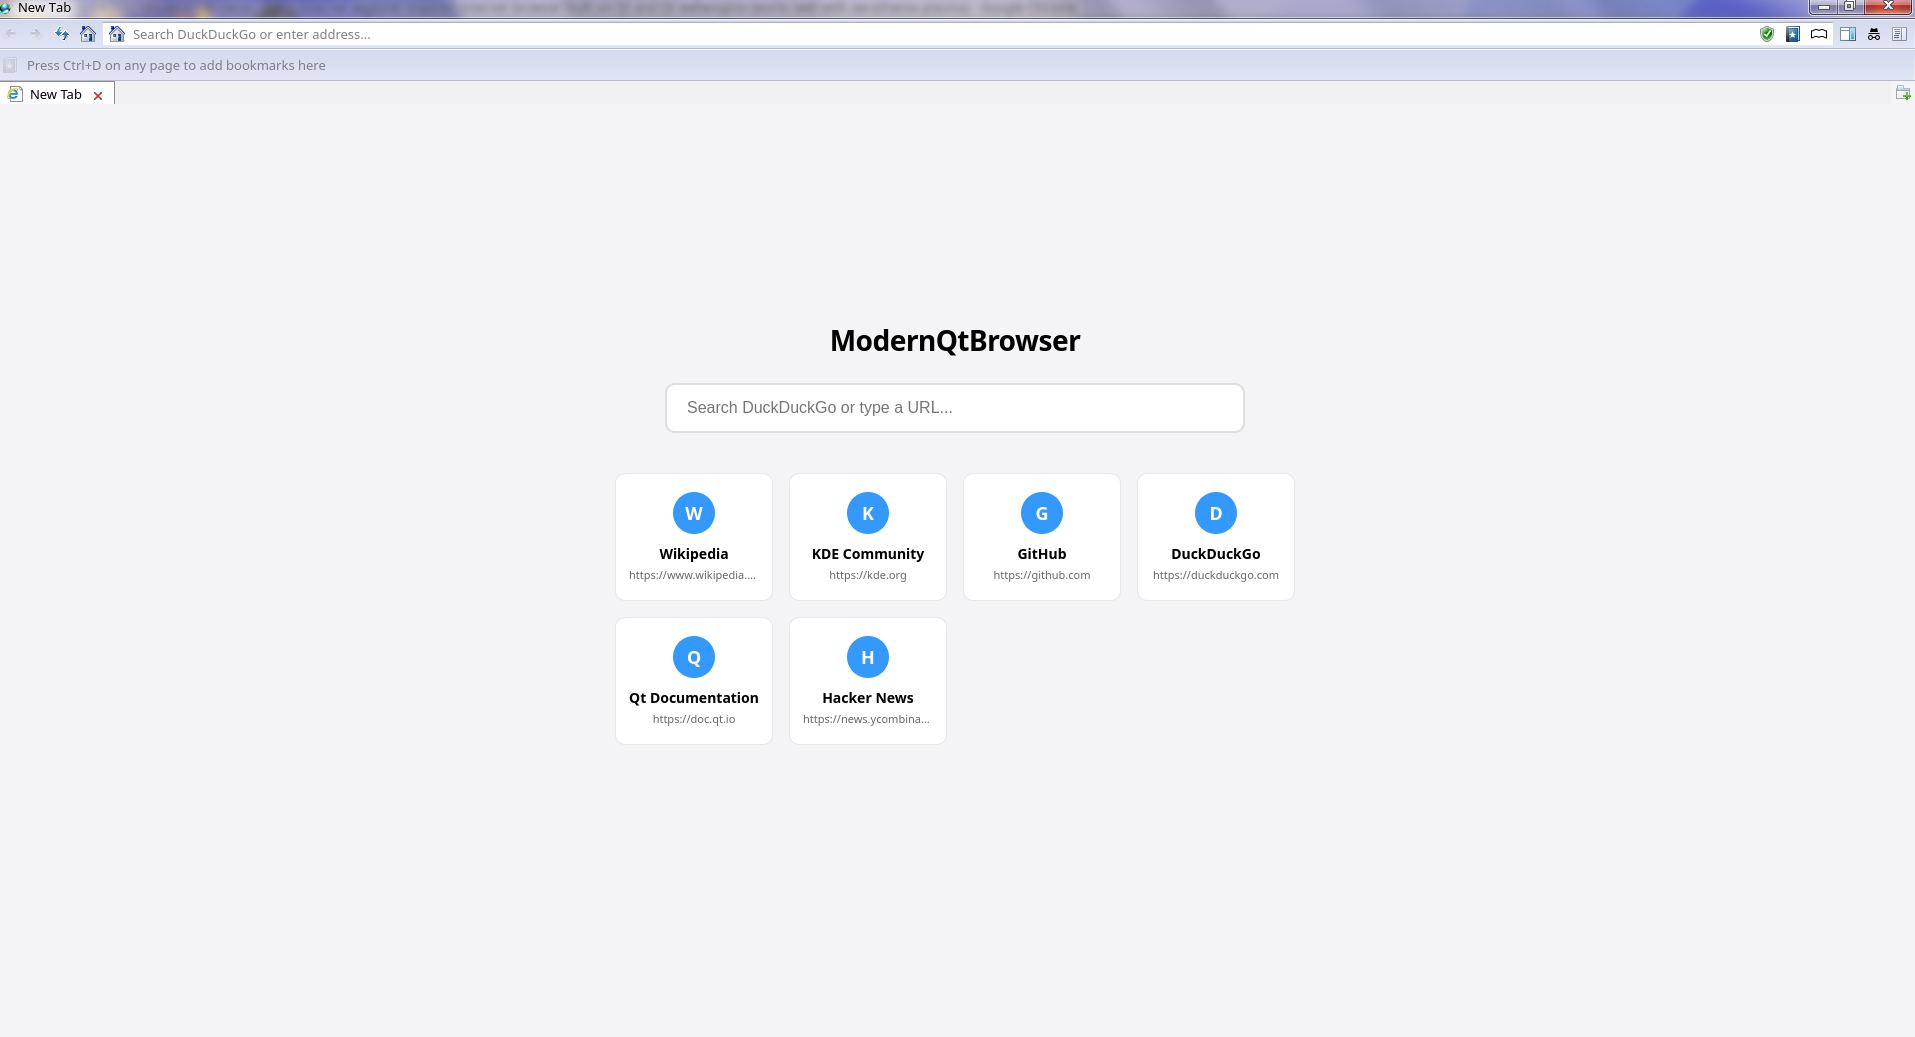 New Tab
Search DuckDuckGo or enter address...
Press Ctrl+D on any page to add bookmarks here
New Tab
ModernQtBrowser
Search DuckDuckGo or type a URL...
W
K
G
D
Wikipedia
KDE Community
GitHub
DuckDuckGo
https://www.wikipedia....
https://kde.org
https://github.com
https://duckduckgo.com
Q
H
Qt Documentation
Hacker News
https://doc.qt.io
https://news.ycombina...